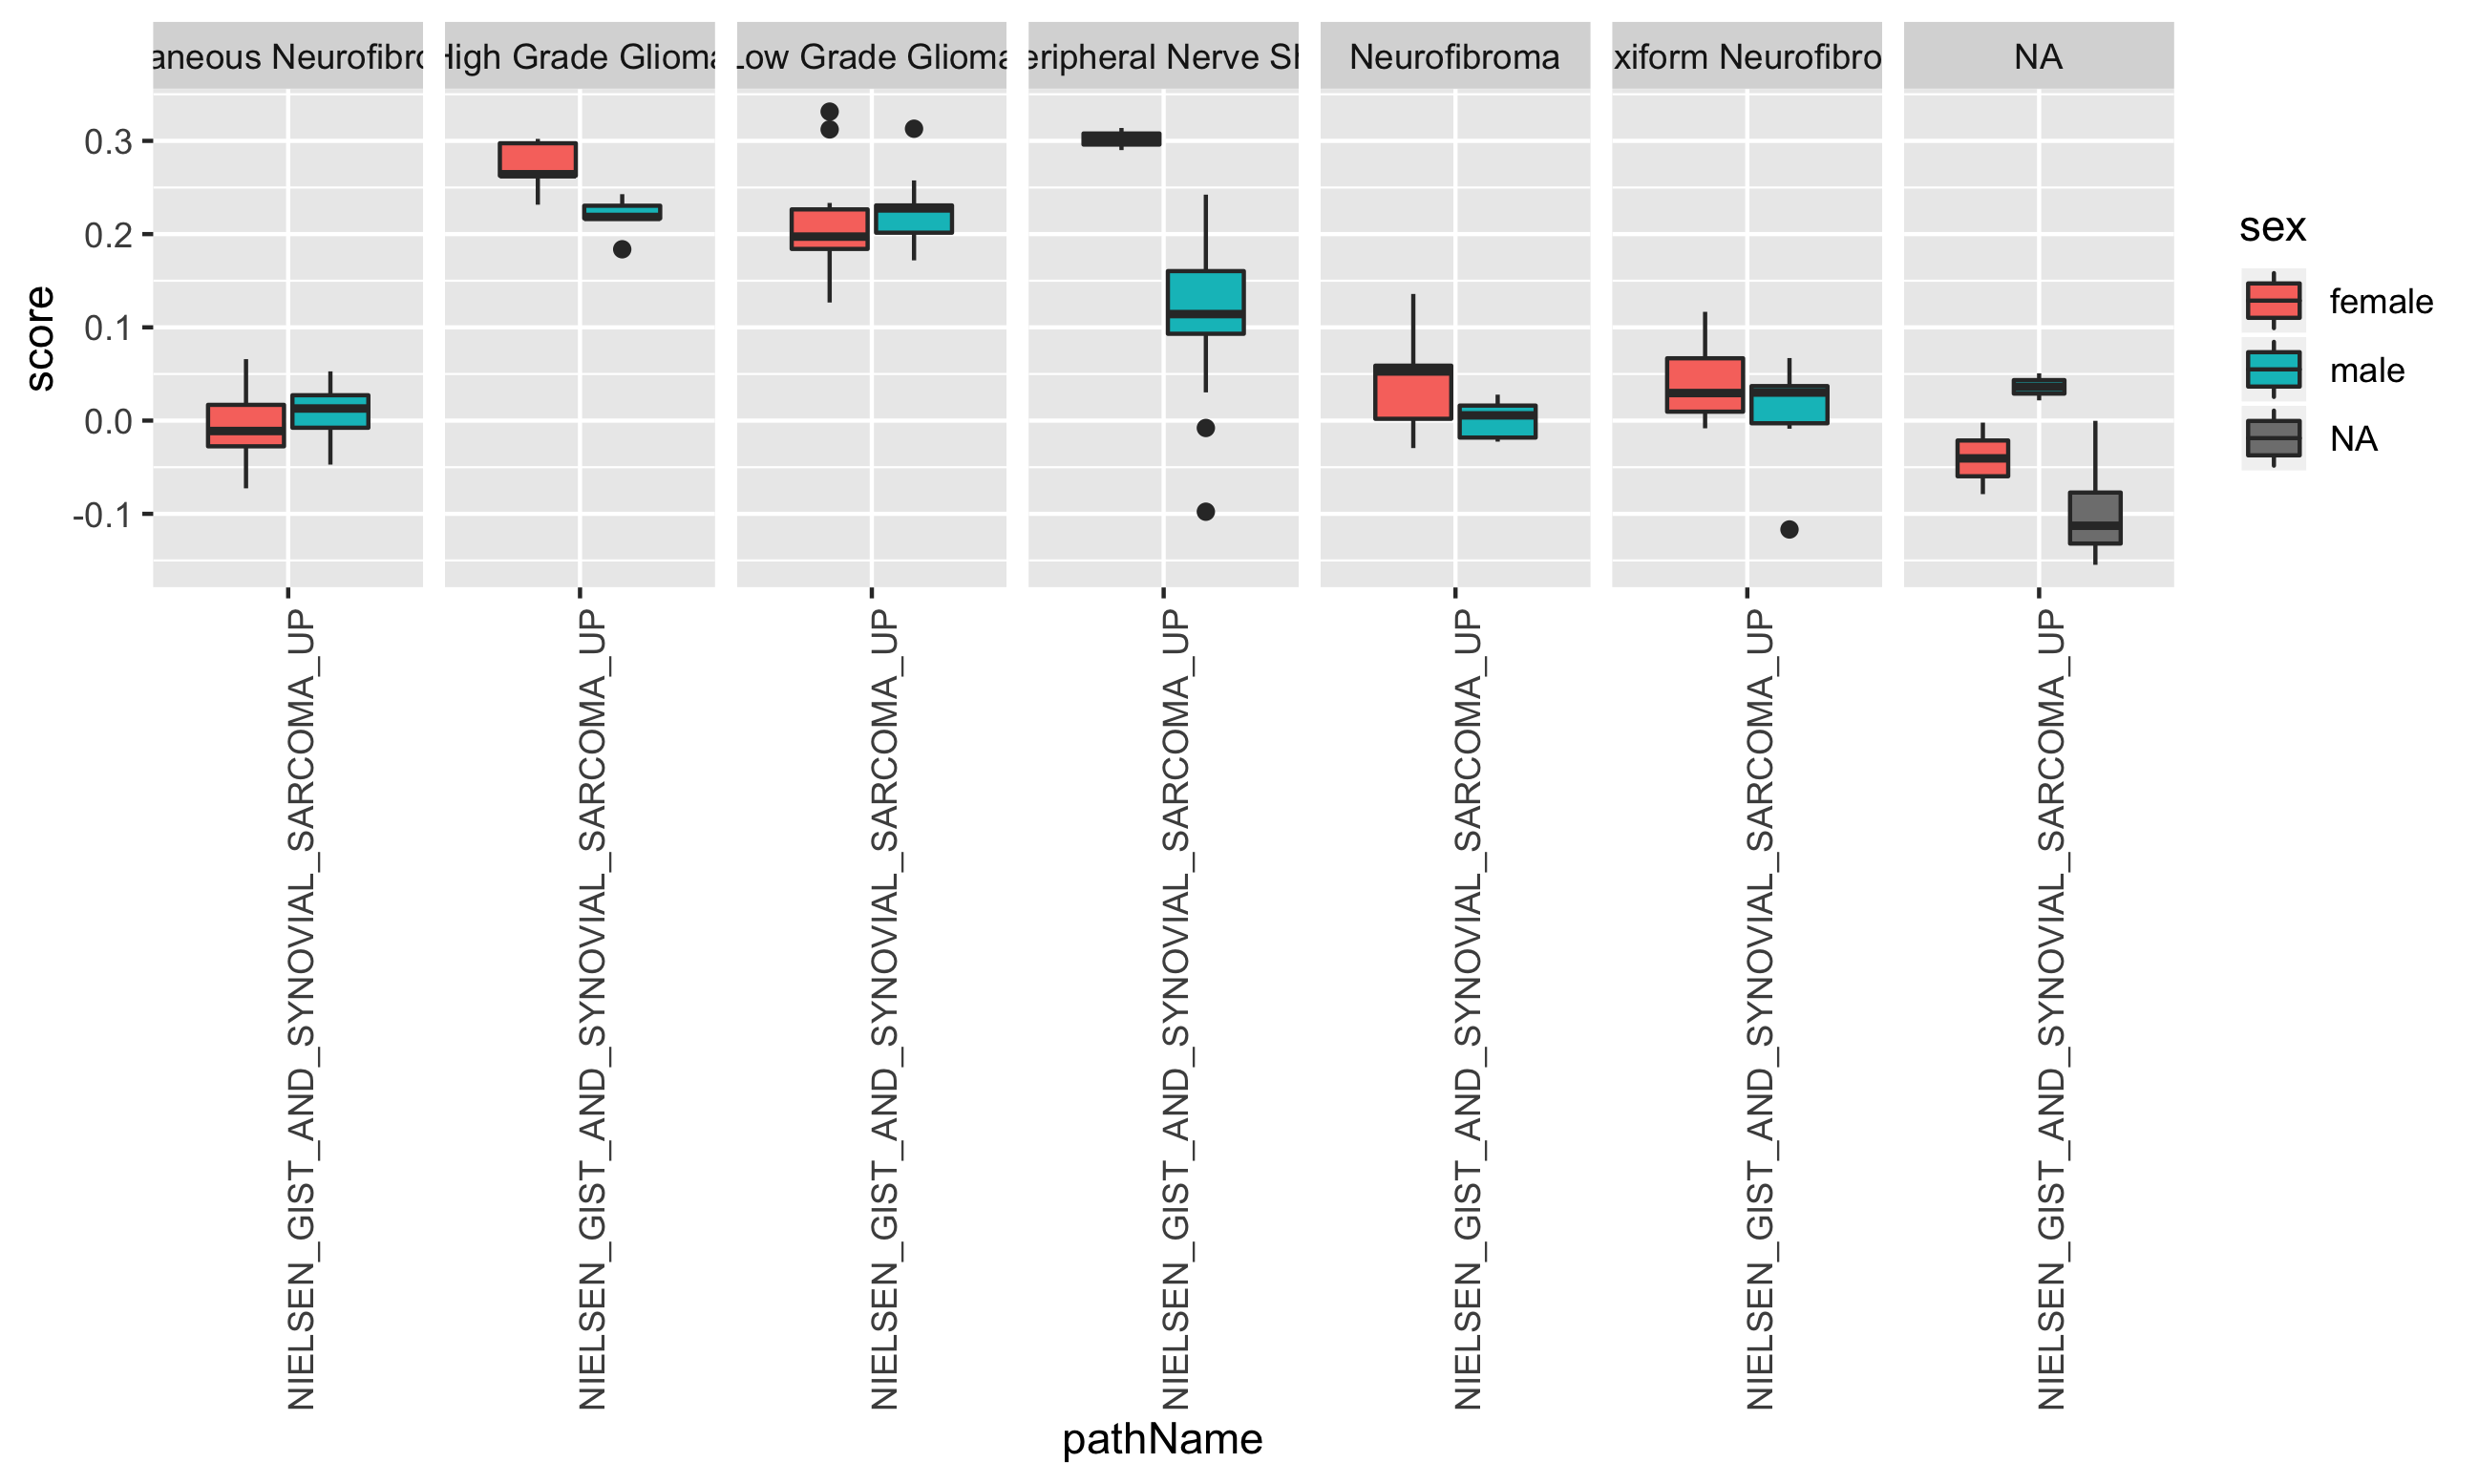 aneous Neurofibro
High Grade Glioma
Low Grade Glioma
eripheral Nerve Sh
Neurofibroma
xiform Neurofibro
NA
score
0.3
0.2
0.1
0.0
-0.1
NIELSEN_GIST_AND_SYNOVIAL_SARCOMA_UP
NIELSEN_GIST_AND_SYNOVIAL_SARCOMA_UP
NIELSEN_GIST_AND_SYNOVIAL_SARCOMA_UP
NIELSEN_GIST_AND_SYNOVIAL_SARCOMA_UP
NIELSEN_GIST_AND_SYNOVIAL_SARCOMA_UP
NIELSEN_GIST_AND_SYNOVIAL_SARCOMA_UP
NIELSEN_GIST_AND_SYNOVIAL_SARCOMA_UP
pathName
sex
female
male
NA